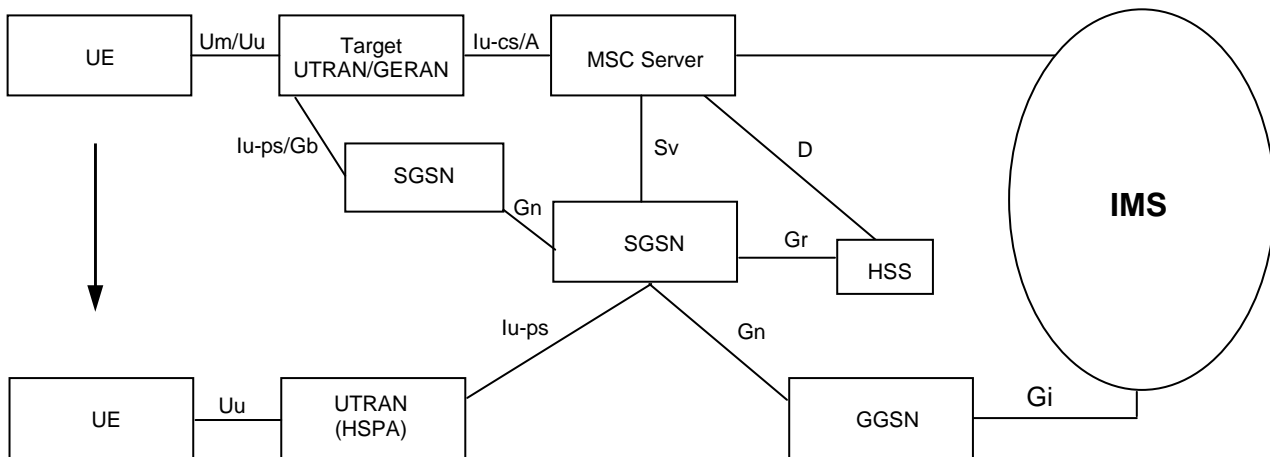 UE
Um/Uu
Target
UTRAN/GERAN
Iu-cs/A
MSC Server
Iu-ps/Gb
SGSN
Gn
Sv
D
IMS
SGSN
Gr
HSS
Iu-ps
Gn
UE
Uu
UTRAN
(HSPA)
GGSN
Gi